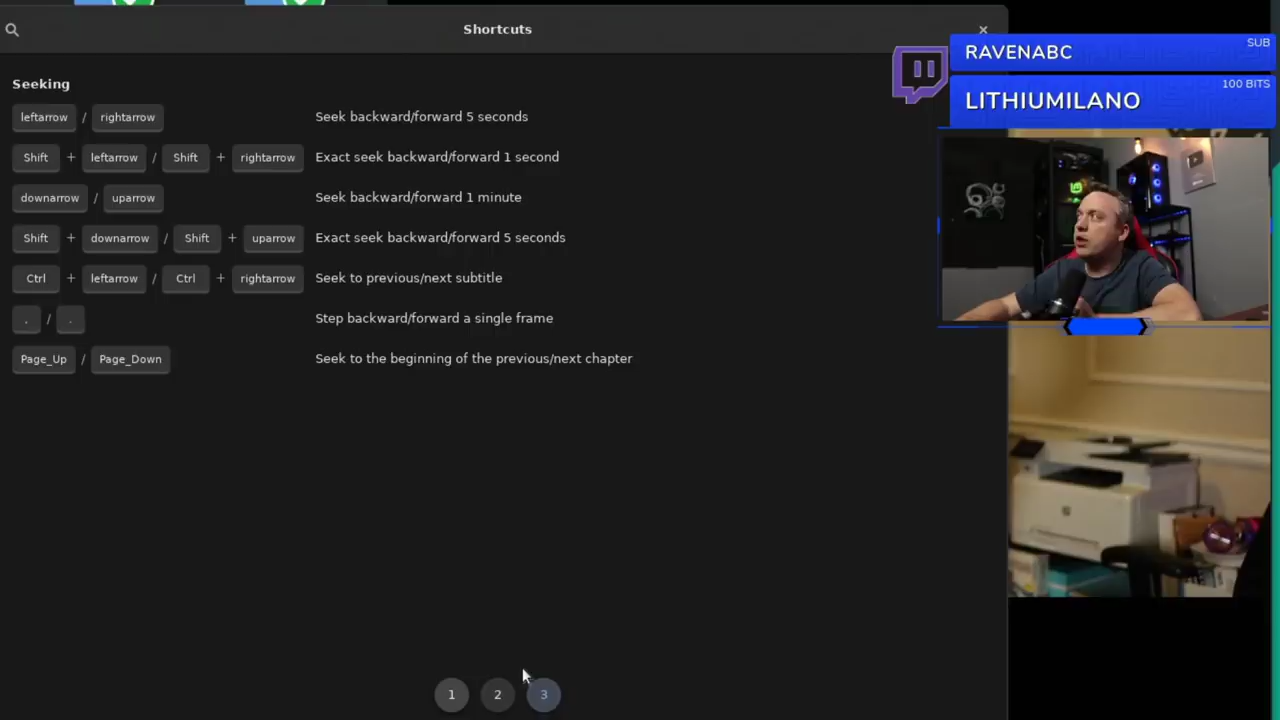 Shortcuts
SUB
RAVENABC
100 BITS
LITHIUMILANO
Seeking
leftarrow / rightarrow Seek backward/forward 5 seconds
Shift + leftarrow / Shift + rightarrow Exact seek backward/forward 1 second
downarrow / uparrow Seek backward/forward 1 minute
Shift + downarrow / Shift + uparrow Exact seek backward/forward 5 seconds
Ctrl + leftarrow / Ctrl + rightarrow Seek to previous/next subtitle
, / . Step backward/forward a single frame
Page_Up / Page_Down Seek to the beginning of the previous/next chapter
1 2 3